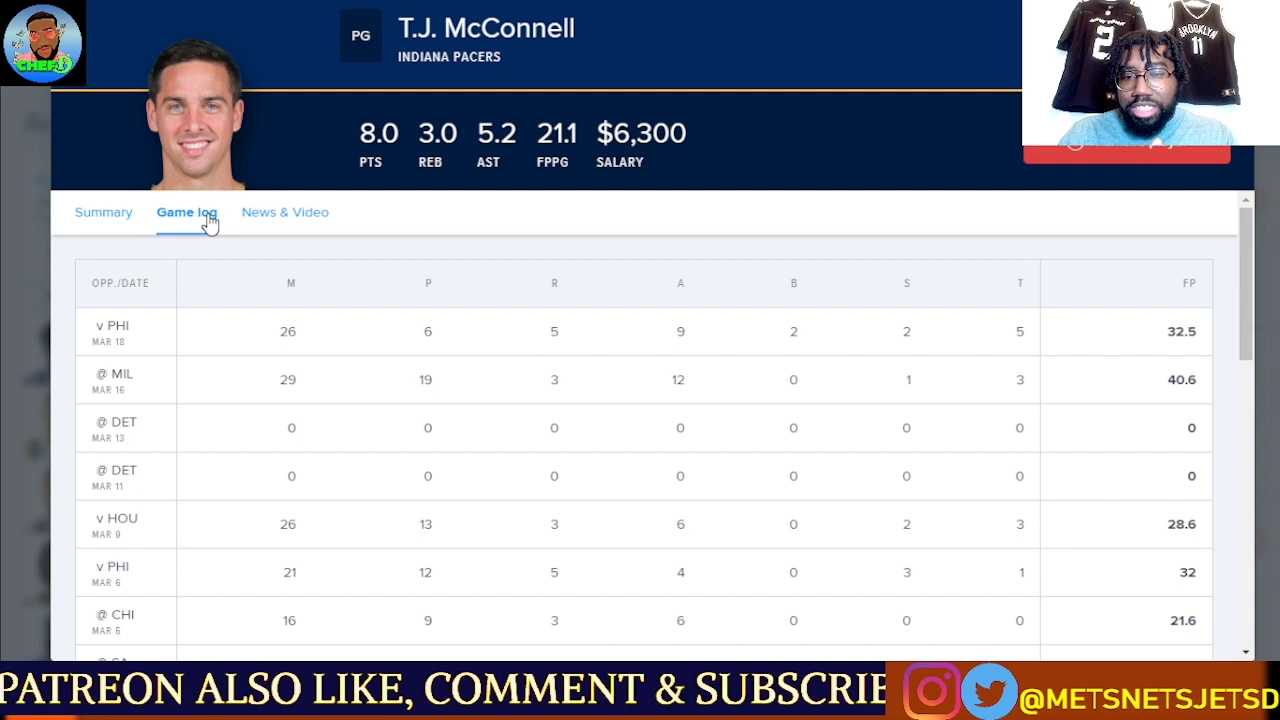 CHEF
PG
T.J. McConnell
INDIANA PACERS
8.0 3.0 5.2 21.1 $6,300
PTS REB AST FPPG SALARY
2
BROOKLYN
11
Summary Game log News & Video
OPP./DATE M P R A B S T FP
v PHI 26 6 5 9 2 2 5 32.5
MAR 18
@ MIL 29 19 3 12 0 1 3 40.6
MAR 16
@ DET 0 0 0 0 0 0 0 0
MAR 13
@ DET 0 0 0 0 0 0 0 0
MAR 11
v HOU 26 13 3 6 0 2 3 28.6
MAR 9
v PHI 21 12 5 4 0 3 1 32
MAR 6
@ CHI 16 9 3 6 0 0 0 21.6
MAR 5
PATREON ALSO LIKE, COMMENT & SUBSCRIBE
@METSNETSJETSD